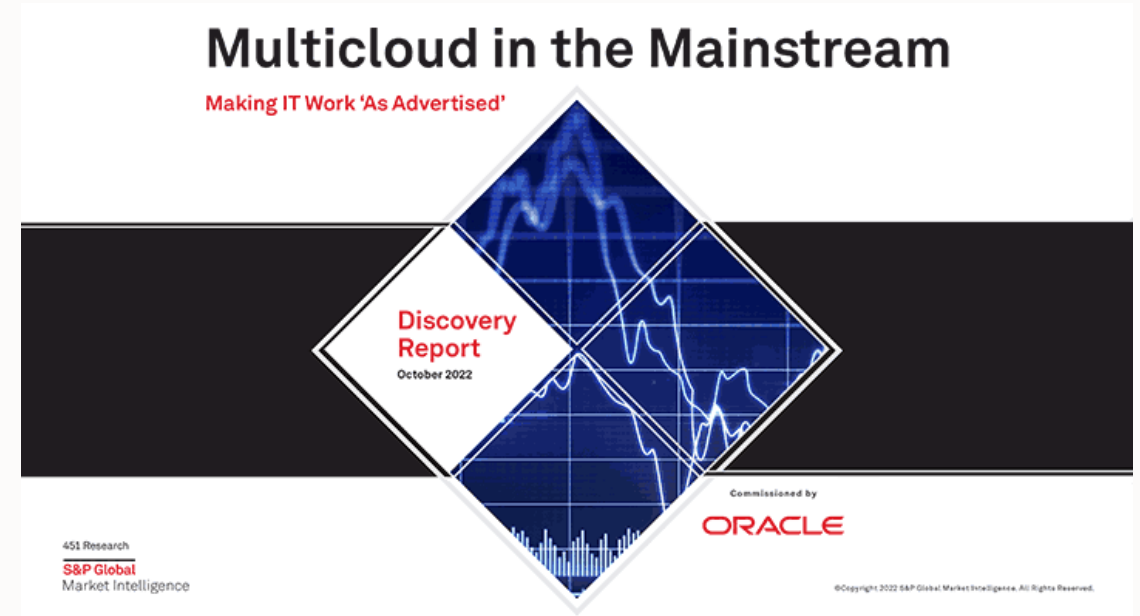 Multicloud in the Mainstream
Making IT Work ‘As Advertised’
Discovery
Report
October 2022
Commissioned by
ORACLE
451 Research
S&P Global
Market Intelligence
©Copyright 2022 S&P Global Market Intelligence. All Rights Reserved.